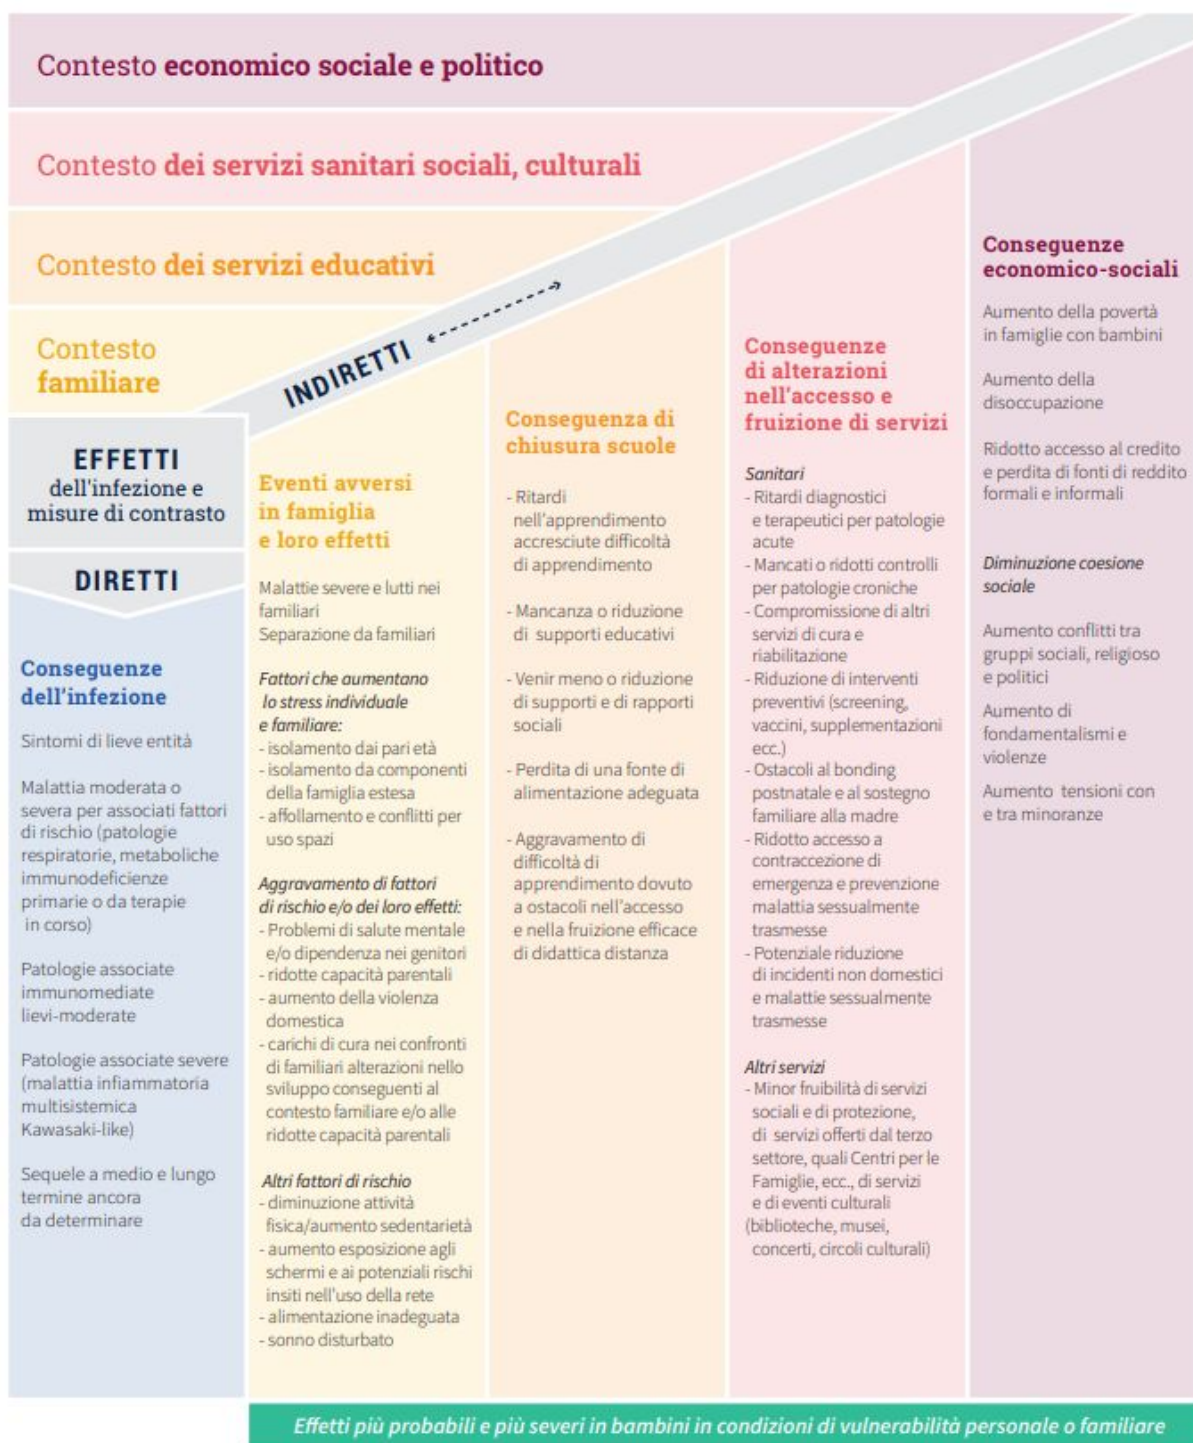 Contesto economico sociale e politico
Contesto dei servizi sanitari sociali, culturali
Contesto dei servizi educativi
Contesto
familiare
INDIRETTI
EFFETTI
dell'infezione e
misure di contrasto
DIRETTI
Conseguenze
dell'infezione
Sintomi di lieve entità
Malattia moderata o
severa per associati fattori
di rischio (patologie
respiratorie, metaboliche
immunodeficienze
primarie o da terapie
in corso)
Patologie associate
immunomediate
lievi-moderate
Patologie associate severe
(malattia infiammatoria
multisistemica
Kawasaki-like)
Sequele a medio e lungo
termine ancora
da determinare
Eventi avversi
in famiglia
e loro effetti
Malattie severe e lutti nei
familiari
Separazione da familiari
Fattori che aumentano
lo stress individuale
e familiare:
- isolamento dai pari età
- isolamento da componenti
della famiglia estesa
- affollamento e conflitti per
uso spazi
Aggravamento di fattori
di rischio e/o dei loro effetti:
- Problemi di salute mentale
e/o dipendenza nei genitori
- ridotte capacità parentali
- aumento della violenza
domestica
- carichi di cura nei confronti
di familiari alterazioni nello
sviluppo conseguenti al
contesto familiare e/o alle
ridotte capacità parentali
Altri fattori di rischio
- diminuzione attività
fisica/aumento sedentarietà
- aumento esposizione agli
schermi e ai potenziali rischi
insiti nell'uso della rete
- alimentazione inadeguata
- sonno disturbato
Conseguenza di
chiusura scuole
- Ritardi
nell'apprendimento
accresciute difficoltà
di apprendimento
- Mancanza o riduzione
di supporti educativi
- Venir meno o riduzione
di supporti e di rapporti
sociali
- Perdita di una fonte di
alimentazione adeguata
- Aggravamento di
difficoltà di
apprendimento dovuto
a ostacoli nell'accesso
e nella fruizione efficace
di didattica distanza
Conseguenze
di alterazioni
nell'accesso e
fruizione di servizi
Sanitari
- Ritardi diagnostici
e terapeutici per patologie
acute
- Mancati o ridotti controlli
per patologie croniche
- Compromissione di altri
servizi di cura e
riabilitazione
- Riduzione di interventi
preventivi (screening,
vaccini, supplementazioni
ecc.)
- Ostacoli al bonding
postnatale e al sostegno
familiare alla madre
- Ridotto accesso a
contraccezione di
emergenza e prevenzione
malattia sessualmente
trasmesse
- Potenziale riduzione
di incidenti non domestici
e malattie sessualmente
trasmesse
Altri servizi
- Minor fruibilità di servizi
sociali e di protezione,
di servizi offerti dal terzo
settore, quali Centri per le
Famiglie, ecc., di servizi
e di eventi culturali
(biblioteche, musei,
concerti, circoli culturali)
Conseguenze
economico-sociali
Aumento della povertà
in famiglie con bambini
Aumento della
disoccupazione
Ridotto accesso al credito
e perdita di fonti di reddito
formali e informali
Diminuzione coesione
sociale
Aumento conflitti tra
gruppi sociali, religioso
e politici
Aumento di
fondamentalismi e
violenze
Aumento tensioni con
e tra minoranze
Effetti più probabili e più severi in bambini in condizioni di vulnerabilità personale o familiare